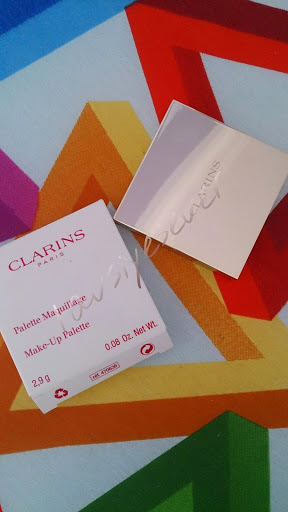 CLARINS
PARIS
Palette Maquillage
Make-Up Palette
2,9 g
0.08 Oz. Net Wt.
CLARINS